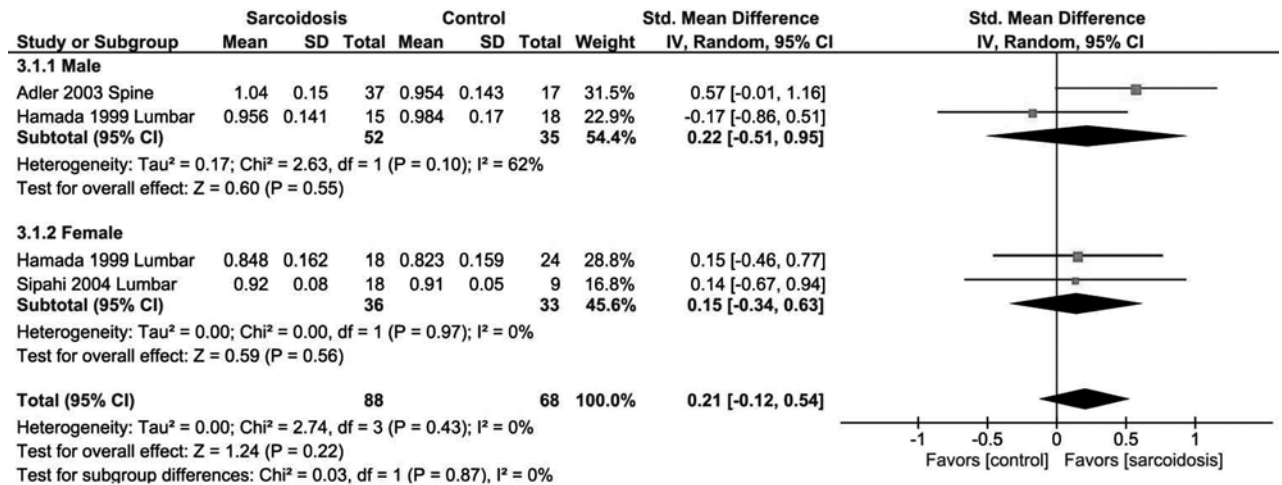 Sarcoidosis Control Std. Mean Difference Std. Mean Difference
Study or Subgroup Mean SD Total Mean SD Total Weight IV, Random, 95% CI IV, Random, 95% CI
3.1.1 Male
Adler 2003 Spine 1.04 0.15 37 0.954 0.143 17 31.5% 0.57 [-0.01, 1.16]
Hamada 1999 Lumbar 0.956 0.141 15 0.984 0.17 18 22.9% -0.17 [-0.86, 0.51]
Subtotal (95% CI) 52 35 54.4% 0.22 [-0.51, 0.95]
Heterogeneity: Tau² = 0.17; Chi² = 2.63, df = 1 (P = 0.10); I² = 62%
Test for overall effect: Z = 0.60 (P = 0.55)
3.1.2 Female
Hamada 1999 Lumbar 0.848 0.162 18 0.823 0.159 24 28.8% 0.15 [-0.46, 0.77]
Sipahi 2004 Lumbar 0.92 0.08 18 0.91 0.05 9 16.8% 0.14 [-0.67, 0.94]
Subtotal (95% CI) 36 33 45.6% 0.15 [-0.34, 0.63]
Heterogeneity: Tau² = 0.00; Chi² = 0.00, df = 1 (P = 0.97); I² = 0%
Test for overall effect: Z = 0.59 (P = 0.56)
Total (95% CI) 88 68 100.0% 0.21 [-0.12, 0.54]
Heterogeneity: Tau² = 0.00; Chi² = 2.74, df = 3 (P = 0.43); I² = 0%
Test for overall effect: Z = 1.24 (P = 0.22)
Test for subgroup differences: Chi² = 0.03, df = 1 (P = 0.87), I² = 0%
-1 -0.5 0 0.5 1
Favors [control] Favors [sarcoidosis]